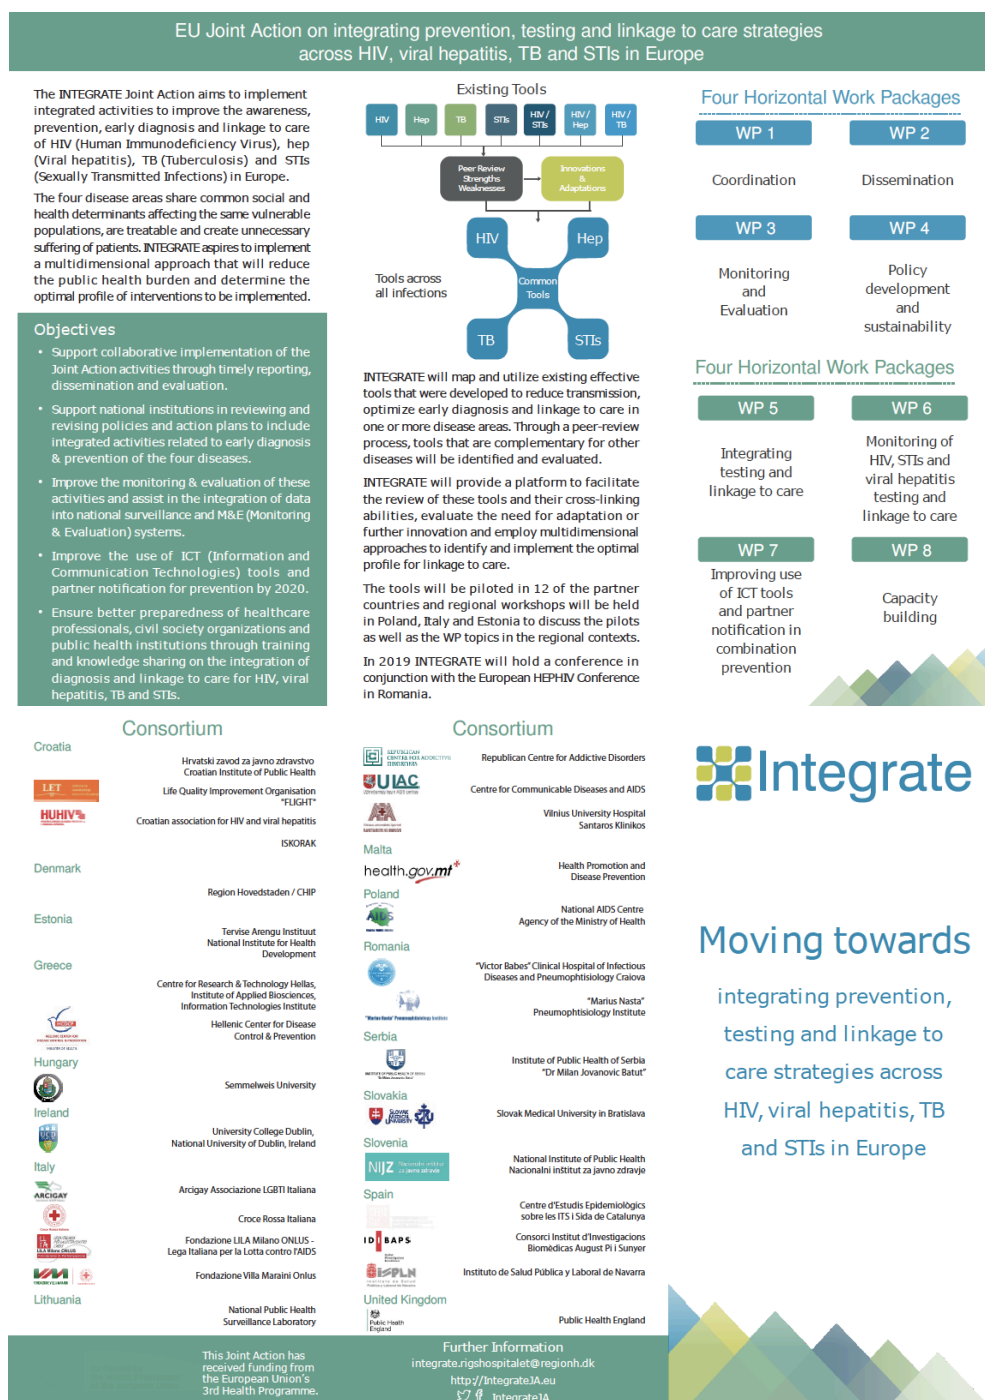 EU Joint Action on integrating prevention, testing and linkage to care strategies
across HIV, viral hepatitis, TB and STIs in Europe
The INTEGRATE Joint Action aims to implement
integrated activities to improve the awareness,
prevention, early diagnosis and linkage to care
of HIV (Human Immunodeficiency Virus), hep
(Viral hepatitis), TB (Tuberculosis) and STIs
(Sexually Transmitted Infections) in Europe.
The four disease areas share common social and
health determinants affecting the same vulnerable
populations, are treatable and create unnecessary
suffering of patients. INTEGRATE aspires to implement
a multidimensional approach that will reduce
the public health burden and determine the
optimal profile of interventions to be implemented.
Objectives
• Support collaborative implementation of the
Joint Action activities through timely reporting,
dissemination and evaluation.
• Support national institutions in reviewing and
revising policies and action plans to include
integrated activities related to early diagnosis
& prevention of the four diseases.
• Improve the monitoring & evaluation of these
activities and assist in the integration of data
into national surveillance and M&E (Monitoring
& Evaluation) systems.
• Improve the use of ICT (Information and
Communication Technologies) tools and
partner notification for prevention by 2020.
• Ensure better preparedness of healthcare
professionals, civil society organizations and
public health institutions through training
and knowledge sharing on the integration of
diagnosis and linkage to care for HIV, viral
hepatitis, TB and STIs.
Existing Tools
HIV
Hep
TB
STIs
HIV /
STIs
HIV /
Hep
HIV /
TB
Peer Review
Strengths
Weaknesses
Innovations
&
Adaptations
HIV
Hep
Tools across
all infections
Common
Tools
TB
STIs
INTEGRATE will map and utilize existing effective
tools that were developed to reduce transmission,
optimize early diagnosis and linkage to care in
one or more disease areas. Through a peer-review
process, tools that are complementary for other
diseases will be identified and evaluated.
INTEGRATE will provide a platform to facilitate
the review of these tools and their cross-linking
abilities, evaluate the need for adaptation or
further innovation and employ multidimensional
approaches to identify and implement the optimal
profile for linkage to care.
The tools will be piloted in 12 of the partner
countries and regional workshops will be held
in Poland, Italy and Estonia to discuss the pilots
as well as the WP topics in the regional contexts.
In 2019 INTEGRATE will hold a conference in
conjunction with the European HEPHIV Conference
in Romania.
Four Horizontal Work Packages
WP 1
WP 2
Coordination
Dissemination
WP 3
WP 4
Monitoring
and
Evaluation
Policy
development
and
sustainability
Four Horizontal Work Packages
WP 5
WP 6
Integrating
testing and
linkage to care
Monitoring of
HIV, STIs and
viral hepatitis
testing and
linkage to care
WP 7
WP 8
Improving use
of ICT tools
and partner
notification in
combination
prevention
Capacity
building
Consortium
Croatia
Hrvatski zavod za javno zdravstvo
Croatian Institute of Public Health
LET
Life Quality Improvement Organisation
"FLIGHT"
HUHIV
Croatian association for HIV and viral hepatitis
ISKORAK
Denmark
Region Hovedstaden / CHIP
Estonia
Tervise Arengu Instituut
National Institute for Health
Development
Greece
Centre for Research & Technology Hellas,
Institute of Applied Biosciences,
Information Technologies Institute
Hellenic Center for Disease
Control & Prevention
Hungary
Semmelweis University
Ireland
UCD
University College Dublin,
National University of Dublin, Ireland
Italy
ARCIGAY
Arcigay Associazione LGBTI Italiana
Croce Rossa Italiana
Croce Rossa Italiana
LILA Milano ONLUS
Fondazione LILA Milano ONLUS -
Lega Italiana per la Lotta contro l'AIDS
Fondazione Villa Maraini Onlus
Lithuania
National Public Health
Surveillance Laboratory
Consortium
REPUBLICAN
CENTRE FOR ADDICTIVE
DISORDERS
Republican Centre for Addictive Disorders
ULAC
Centre for Communicable Diseases and AIDS
Vilnius University Hospital
Santaros Klinikos
Malta
health.gov.mt
Health Promotion and
Disease Prevention
Poland
AIDS
National AIDS Centre
Agency of the Ministry of Health
Romania
"Victor Babes" Clinical Hospital of Infectious
Diseases and Pneumophtisiology Craiova
"Marius Nasta" Pneumophtisiology Institute
"Marius Nasta"
Pneumophtisiology Institute
Serbia
Institute of Public Health of Serbia
"Dr Milan Jovanovic Batut"
Slovakia
SLOVAK
MEDICAL
UNIVERSITY
Slovak Medical University in Bratislava
Slovenia
NIJZ Nacionalni inštitut
za javno zdravje
National Institute of Public Health
Nacionalni inštitut za javno zdravje
Spain
Centre d'Estudis Epidemiològics
sobre les ITS i Sida de Catalunya
IDIBAPS
Consorci Institut d'Investigacions
Biomèdicas August Pi i Sunyer
ISPLN
Instituto de Salud Pública y Laboral de Navarra
United Kingdom
Public Health
England
Public Health England
Integrate
Moving towards
integrating prevention,
testing and linkage to
care strategies across
HIV, viral hepatitis, TB
and STIs in Europe
This Joint Action has
received funding from
the European Union's
3rd Health Programme.
Further Information
integrate.rigshospitalet@regionh.dk
http://IntegrateJA.eu
IntegrateJA